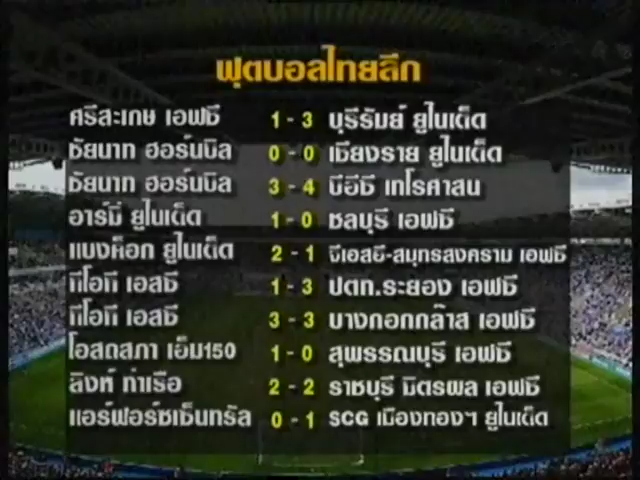 ฟุตบอลไทยลีก
ศรีสะเกษ เอฟซี 1 - 3 บุรีรัมย์ ยูไนเต็ด
ชัยนาท ฮอร์นบิล 0 - 0 เชียงราย ยูไนเต็ด
ชัยนาท ฮอร์นบิล 3 - 4 บีอีซี เทโรศาสน
อาร์มี่ ยูไนเต็ด 1 - 0 ชลบุรี เอฟซี
แบงค็อก ยูไนเต็ด 2 - 1 พีเอสยี-สมุทรสงคราม เอฟซี
ทีโอที เอสซี 1 - 3 ปตท.ระยอง เอฟซี
ทีโอที เอสซี 3 - 3 บางกอกกล๊าส เอฟซี
โอสถสภา เอ็ม150 1 - 0 สุพรรณบุรี เอฟซี
สิงห์ ท่าเรือ 2 - 2 ราชบุรี มิตรผล เอฟซี
แอร์ฟอร์ซเซ็นทรัล 0 - 1 SCG เมืองทองฯ ยูไนเต็ด